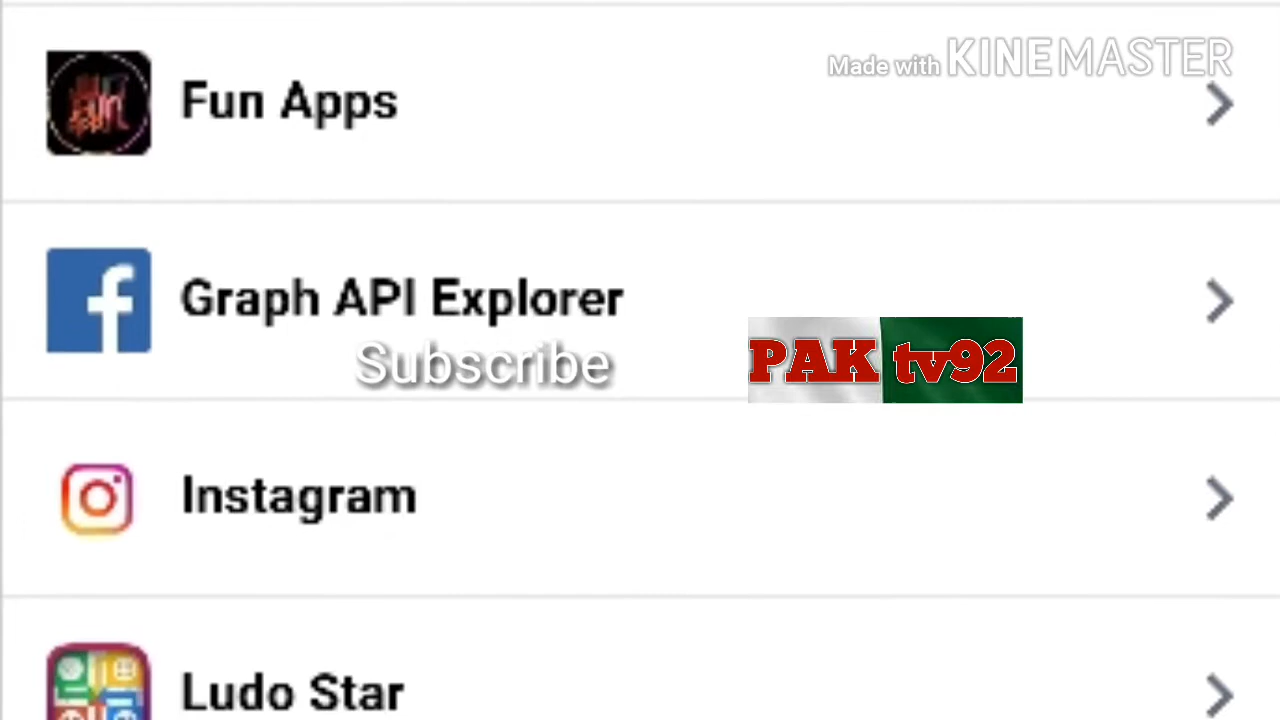 Made with KINEMASTER
Fun Apps
Graph API Explorer
Subscribe
PAK tv92
Instagram
Ludo Star